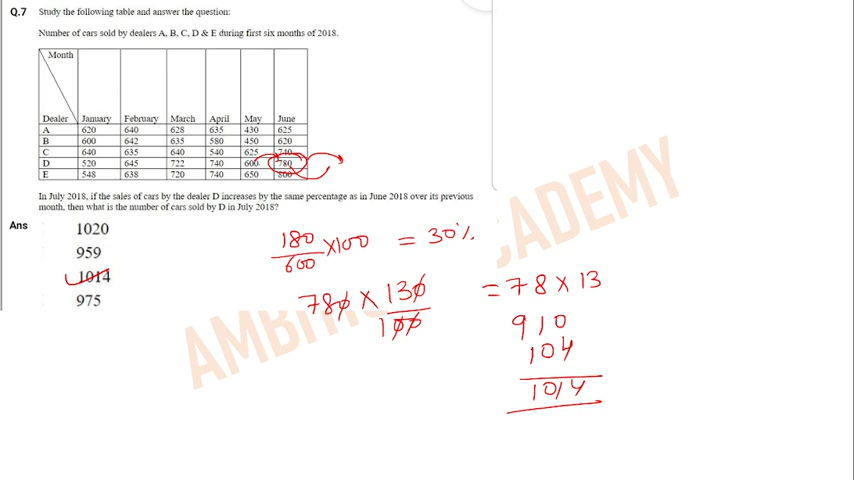 Q.7 Study the following table and answer the question:
Number of cars sold by dealers A, B, C, D & E during first six months of 2018.
Month
Dealer January February March April May June
A 620 640 628 635 430 625
B 600 642 635 580 450 620
C 640 635 640 540 625 740
D 520 645 722 740 600 780
E 548 638 720 740 650 800
In July 2018, if the sales of cars by the dealer D increases by the same percentage as in June 2018 over its previous
month, then what is the number of cars sold by D in July 2018?
Ans 1020
959
1014
975
180/600 ×100 = 30%
780 × 130/100 = 78 × 13
910
104
1014
ACADEMY